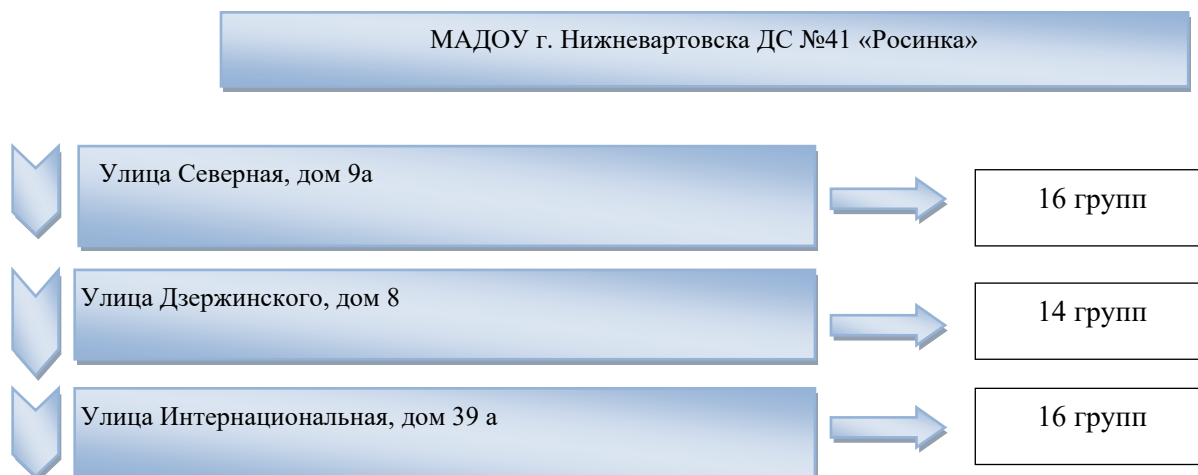 МАДОУ г. Нижневартовска ДС №41 «Росинка»
Улица Северная, дом 9а
16 групп
Улица Дзержинского, дом 8
14 групп
Улица Интернациональная, дом 39 а
16 групп